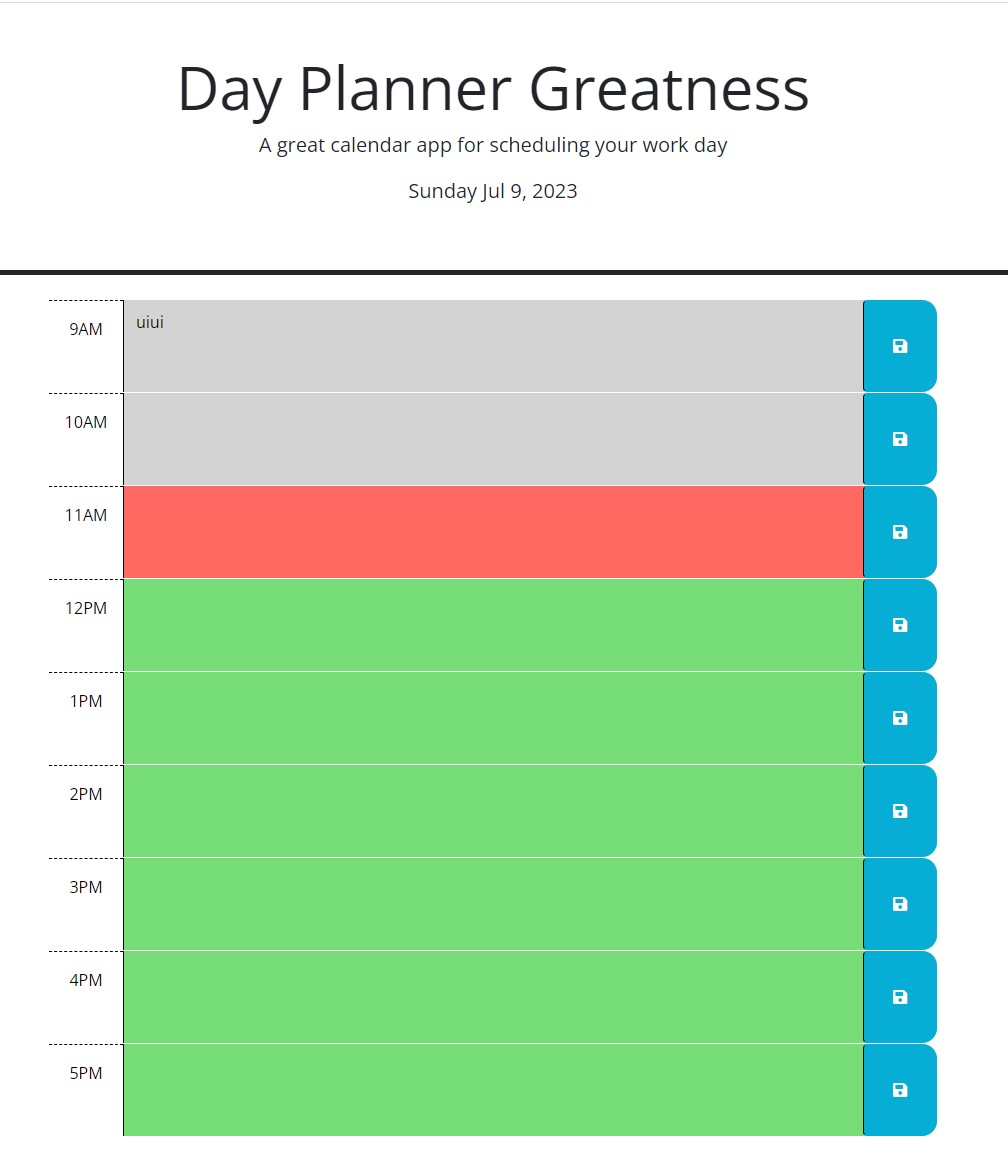 Day Planner Greatness
A great calendar app for scheduling your work day
Sunday Jul 9, 2023
9AM
uiui
10AM
11AM
12PM
1PM
2PM
3PM
4PM
5PM